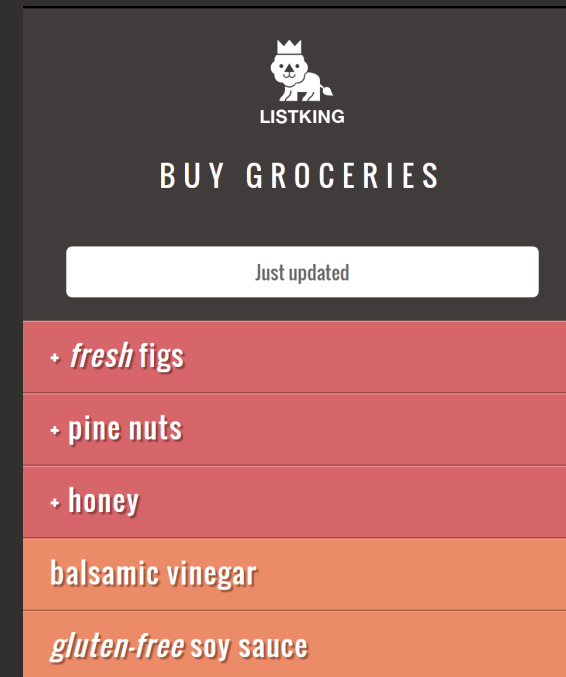 LISTKING
BUY GROCERIES
Just updated
+ fresh figs
+ pine nuts
+ honey
balsamic vinegar
gluten-free soy sauce